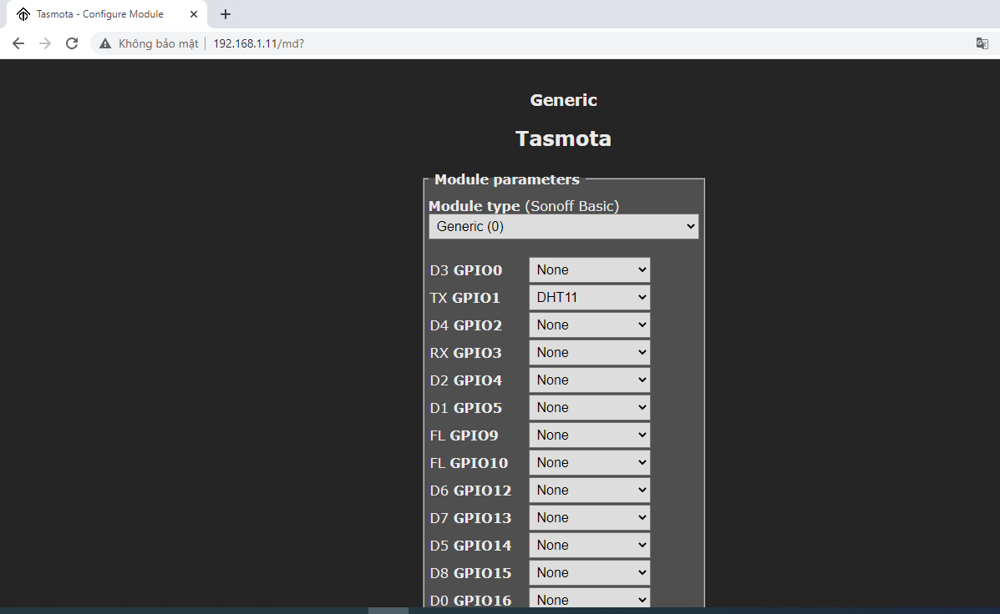 Tasmota - Configure Module
Không bảo mật 192.168.1.11/md?
Generic
Tasmota
Module parameters
Module type (Sonoff Basic)
Generic (0)
D3 GPIO0 None
TX GPIO1 DHT11
D4 GPIO2 None
RX GPIO3 None
D2 GPIO4 None
D1 GPIO5 None
FL GPIO9 None
FL GPIO10 None
D6 GPIO12 None
D7 GPIO13 None
D5 GPIO14 None
D8 GPIO15 None
D0 GPIO16 None